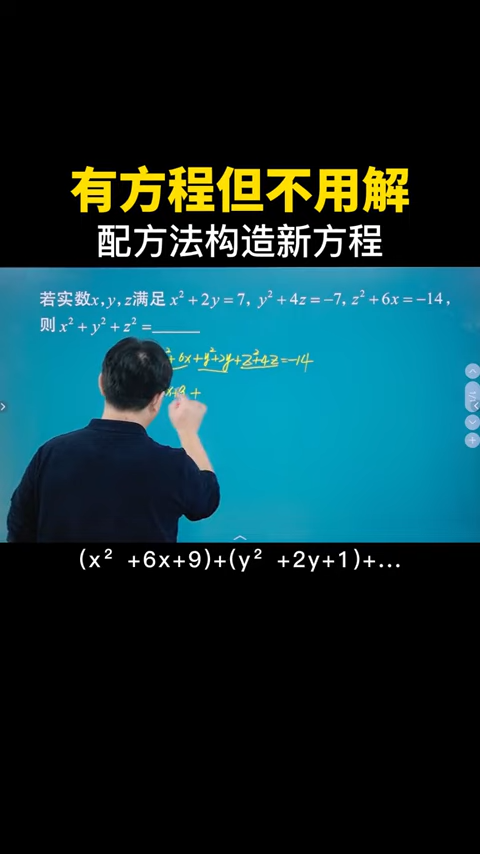 有方程但不用解
配方法构造新方程
若实数x, y, z满足 x² + 2y = 7, y² + 4z = −7, z² + 6x = −14,
则 x² + y² + z² =______
+6x+y²+2y+z²+4z=-14
(x² +6x+9)+(y² +2y+1)+...